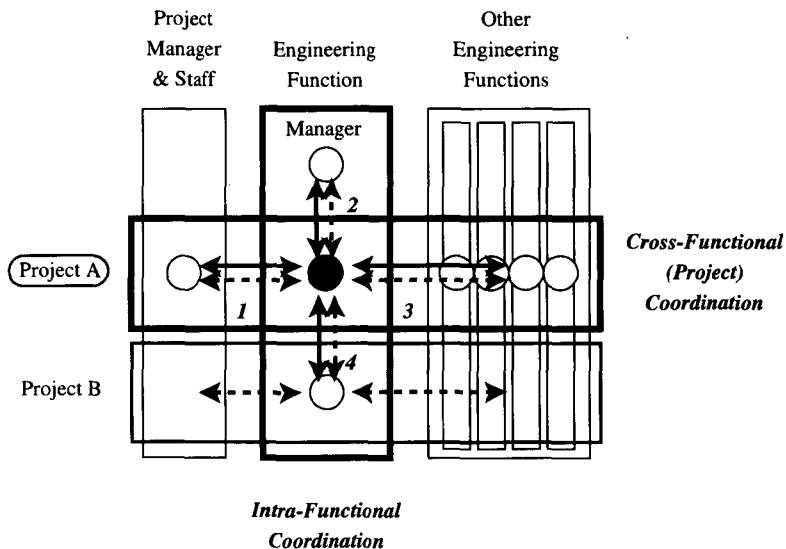 Project
Manager
& Staff
Engineering
Function
Other
Engineering
Functions
Manager
2
Project A
1
3
Cross-Functional
(Project)
Coordination
4
Project B
Intra-Functional
Coordination